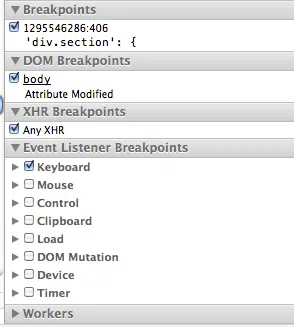 Breakpoints
1295546286:406
'div.section': {
DOM Breakpoints
body
Attribute Modified
XHR Breakpoints
Any XHR
Event Listener Breakpoints
Keyboard
Mouse
Control
Clipboard
Load
DOM Mutation
Device
Timer
Workers